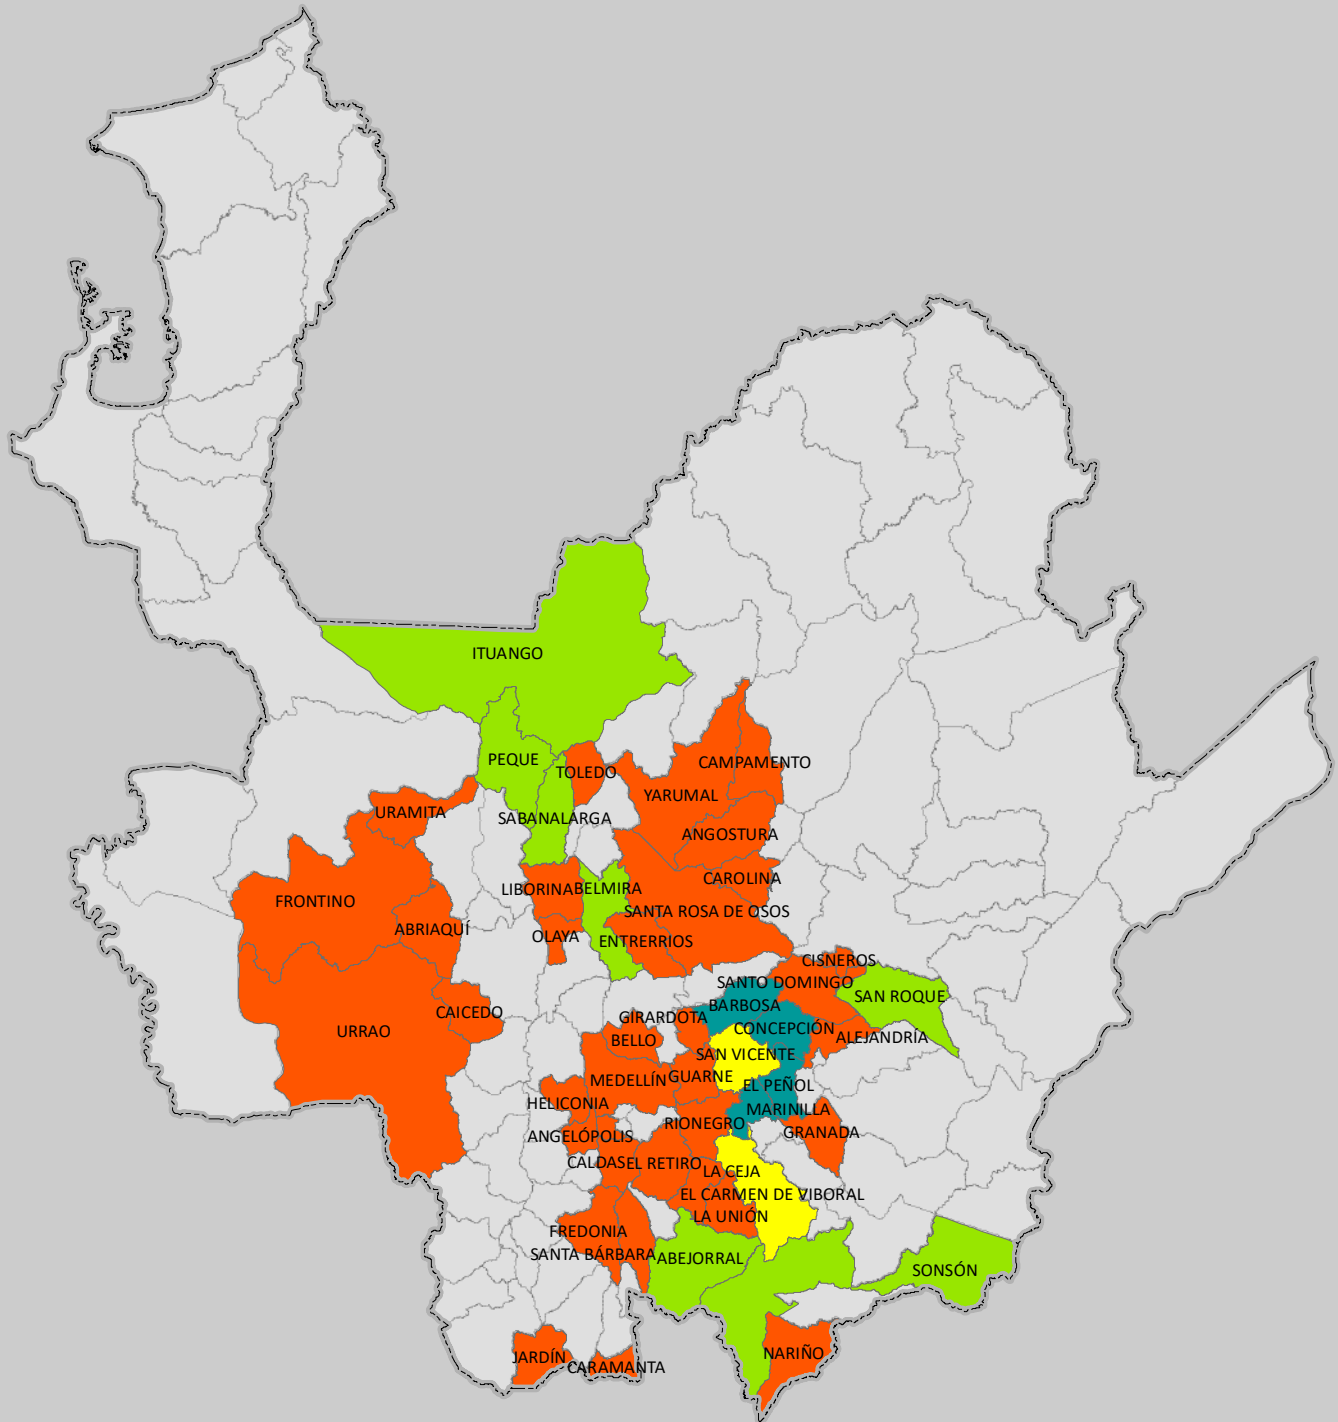 ITUANGO
PEQUE
TOLEDO
CAMPAMENTO
YARUMAL
URAMITA
SABANALARGA
ANGOSTURA
CAROLINA
LIBORINA
BELMIRA
FRONTINO
SANTA ROSA DE OSOS
ABRIAQUÍ
OLAYA
ENTRERRIOS
CISNEROS
SANTO DOMINGO
SAN ROQUE
BARBOSA
CAICEDO
GIRARDOTA
CONCEPCIÓN
URRAO
BELLO
ALEJANDRÍA
SAN VICENTE
MEDELLÍN
GUARNE
EL PEÑOL
HELICONIA
MARINILLA
RIONEGRO
GRANADA
ANGELÓPOLIS
CALDAS
EL RETIRO
LA CEJA
EL CARMEN DE VIBORAL
LA UNIÓN
FREDONIA
SANTA BÁRBARA
ABEJORRAL
SONSÓN
JARDÍN
CARAMANTA
NARIÑO